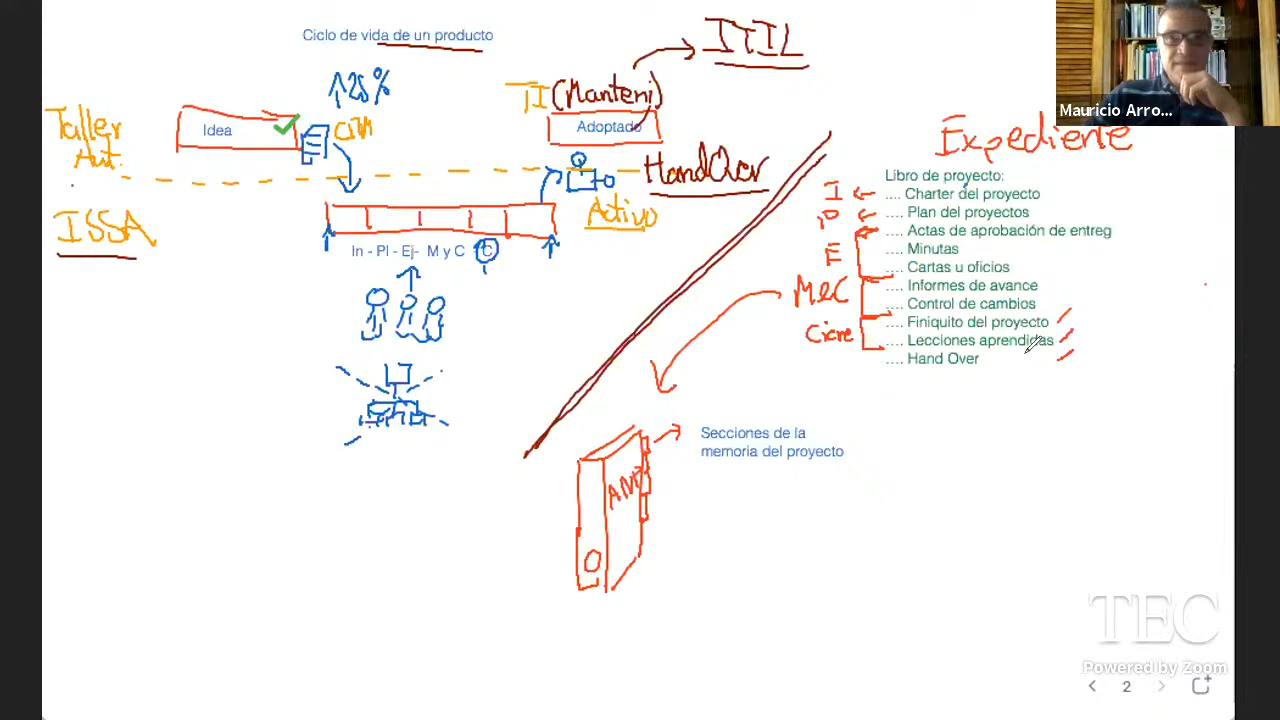 Ciclo de vida de un producto
↑25%
Taller
Aut.
Idea
TI (Manteni)
ITIL
Adoptado
HandOver
Activo
ISSA
In - Pl - Ej- M y C - C
Mauricio Arro...
Expediente
Libro de proyecto:
I
.... Charter del proyecto
P
.... Plan del proyectos
.... Actas de aprobación de entreg
E
.... Minutas
.... Cartas u oficios
MRC
.... Informes de avance
.... Control de cambios
Cierre
.... Finiquito del proyecto
.... Lecciones aprendidas
.... Hand Over
Secciones de la
memoria del proyecto
TEC
Powered by Zoom
2